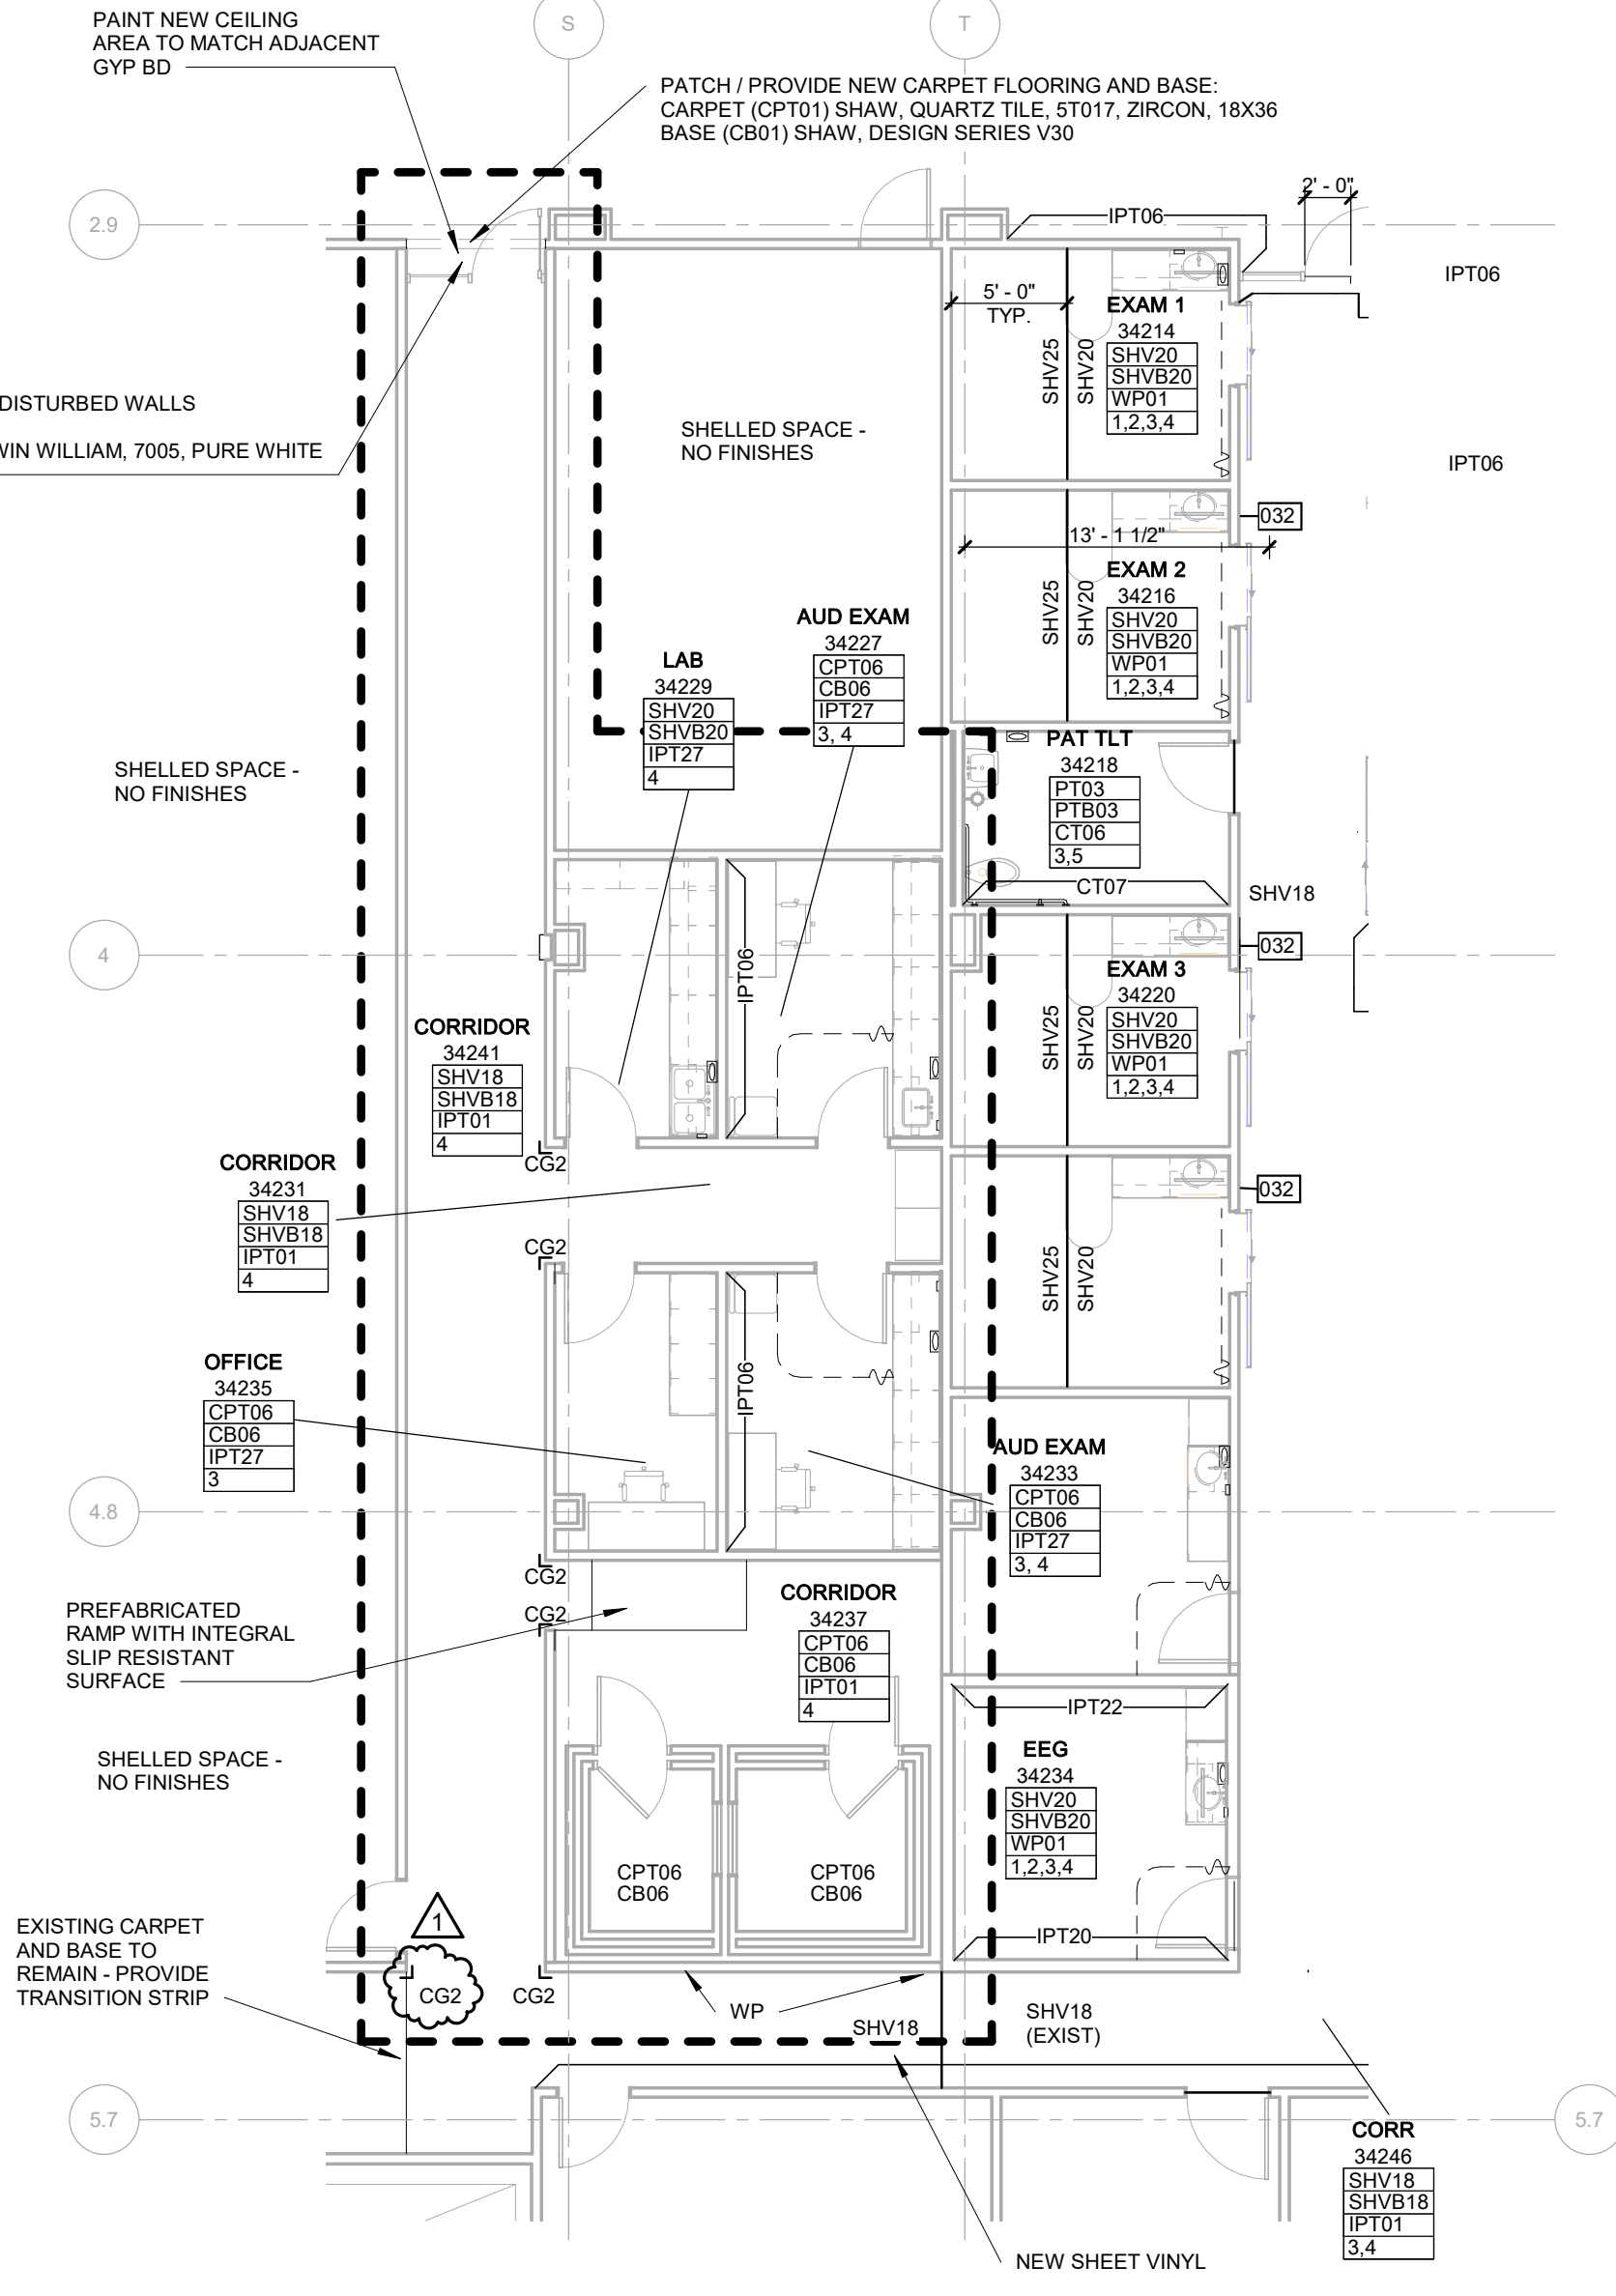 PAINT NEW CEILING
AREA TO MATCH ADJACENT
GYP BD
S
T
PATCH / PROVIDE NEW CARPET FLOORING AND BASE:
CARPET (CPT01) SHAW, QUARTZ TILE, 5T017, ZIRCON, 18X36
BASE (CB01) SHAW, DESIGN SERIES V30
2.9
2' - 0"
IPT06
IPT06
5' - 0"
TYP.
EXAM 1
34214
SHV20
SHVB20
WP01
1,2,3,4
SHV25
SHV20
DISTURBED WALLS
WIN WILLIAM, 7005, PURE WHITE
SHELLED SPACE -
NO FINISHES
IPT06
032
13' - 1 1/2"
EXAM 2
34216
SHV20
SHVB20
WP01
1,2,3,4
SHV25
SHV20
AUD EXAM
34227
CPT06
CB06
IPT27
3, 4
LAB
34229
SHV20
SHVB20
IPT27
4
SHELLED SPACE -
NO FINISHES
PAT TLT
34218
PT03
PTB03
CT06
3,5
CT07
SHV18
4
032
IPT06
EXAM 3
34220
SHV20
SHVB20
WP01
1,2,3,4
SHV25
SHV20
CORRIDOR
34241
SHV18
SHVB18
IPT01
4
CG2
CORRIDOR
34231
SHV18
SHVB18
IPT01
4
032
CG2
SHV25
SHV20
OFFICE
34235
CPT06
CB06
IPT27
3
IPT06
AUD EXAM
34233
CPT06
CB06
IPT27
3, 4
4.8
CG2
CG2
PREFABRICATED
RAMP WITH INTEGRAL
SLIP RESISTANT
SURFACE
CORRIDOR
34237
CPT06
CB06
IPT01
4
IPT22
SHELLED SPACE -
NO FINISHES
EEG
34234
SHV20
SHVB20
WP01
1,2,3,4
CPT06
CB06
CPT06
CB06
IPT20
1
EXISTING CARPET
AND BASE TO
REMAIN - PROVIDE
TRANSITION STRIP
CG2
CG2
WP
SHV18
SHV18
(EXIST)
5.7
5.7
CORR
34246
SHV18
SHVB18
IPT01
3,4
NEW SHEET VINYL